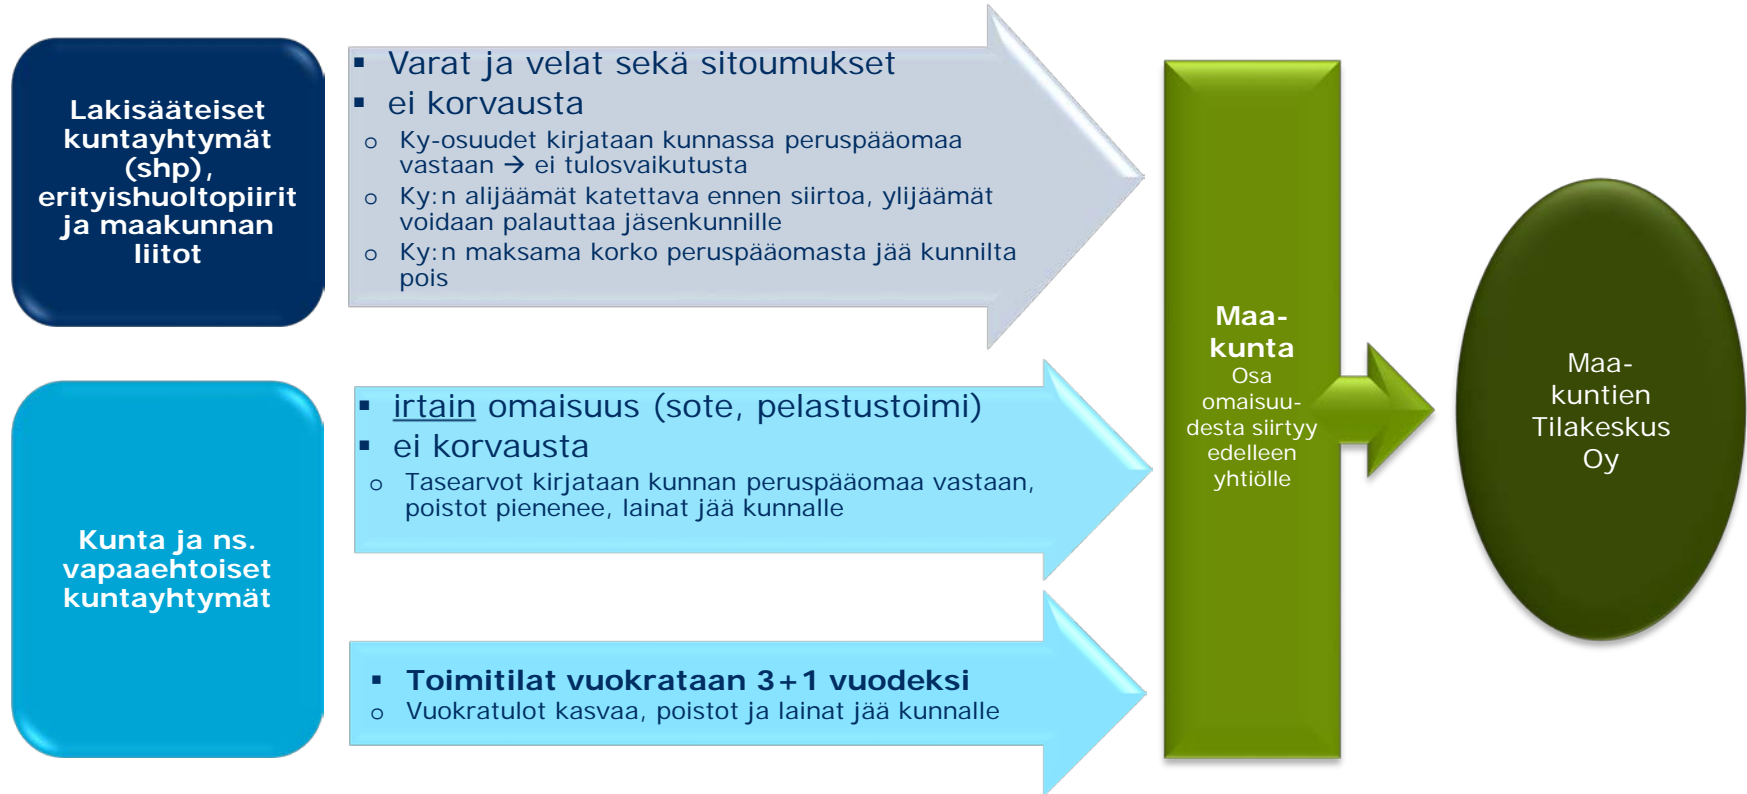 Lakisääteiset
kuntayhtymät
(shp),
erityishuoltopiirit
ja maakunnan
liitot
▪ Varat ja velat sekä sitoumukset
▪ ei korvausta
o Ky-osuudet kirjataan kunnassa peruspääomaa
vastaan → ei tulosvaikutusta
o Ky:n alijäämät katettava ennen siirtoa, ylijäämät
voidaan palauttaa jäsenkunnille
o Ky:n maksama korko peruspääomasta jää kunnilta
pois
Kunta ja ns.
vapaaehtoiset
kuntayhtymät
▪ irtain omaisuus (sote, pelastustoimi)
▪ ei korvausta
o Tasearvot kirjataan kunnan peruspääomaa vastaan,
poistot pienenee, lainat jää kunnalle
▪ Toimitilat vuokrataan 3+1 vuodeksi
o Vuokratulot kasvaa, poistot ja lainat jää kunnalle
Maa-
kunta
Osa
omaisuu-
desta siirtyy
edelleen
yhtiölle
Maa-
kuntien
Tilakeskus
Oy